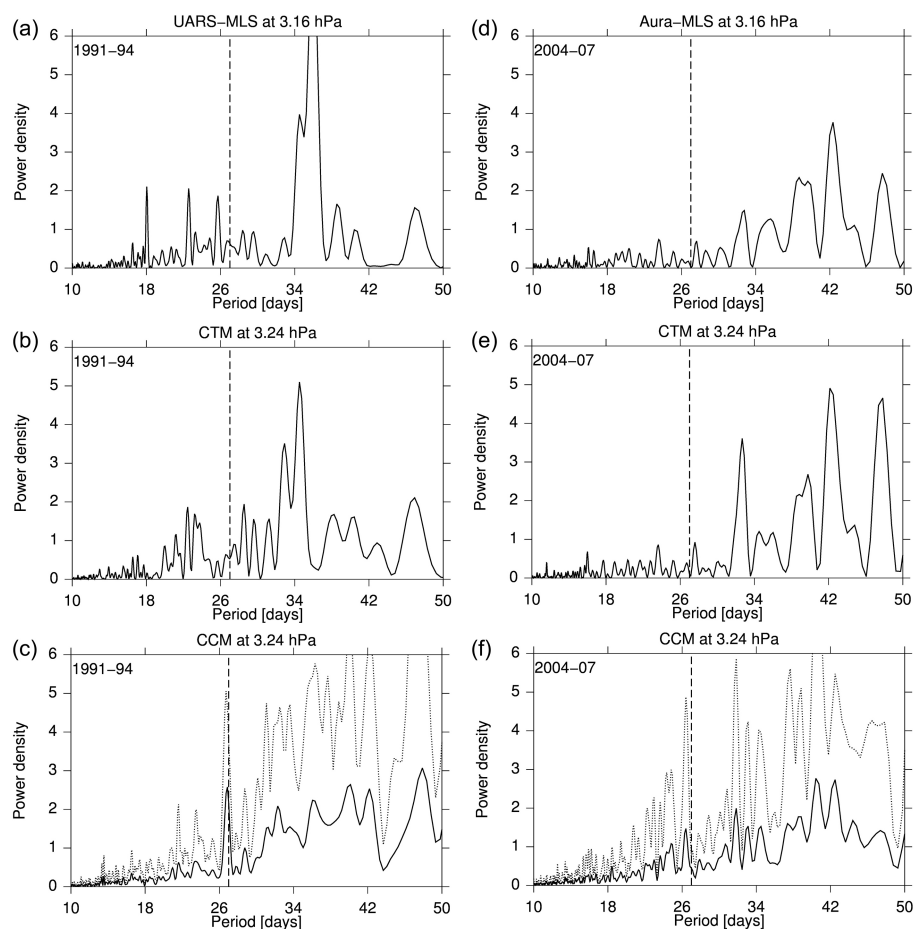 (a)
UARS−MLS at 3.16 hPa
1991−94
Power density
6
5
4
3
2
1
0
10 18 26 34 42 50
Period [days]
(d)
Aura−MLS at 3.16 hPa
2004−07
Power density
6
5
4
3
2
1
0
10 18 26 34 42 50
Period [days]
(b)
CTM at 3.24 hPa
1991−94
Power density
6
5
4
3
2
1
0
10 18 26 34 42 50
Period [days]
(e)
CTM at 3.24 hPa
2004−07
Power density
6
5
4
3
2
1
0
10 18 26 34 42 50
Period [days]
(c)
CCM at 3.24 hPa
1991−94
Power density
6
5
4
3
2
1
0
10 18 26 34 42 50
Period [days]
(f)
CCM at 3.24 hPa
2004−07
Power density
6
5
4
3
2
1
0
10 18 26 34 42 50
Period [days]